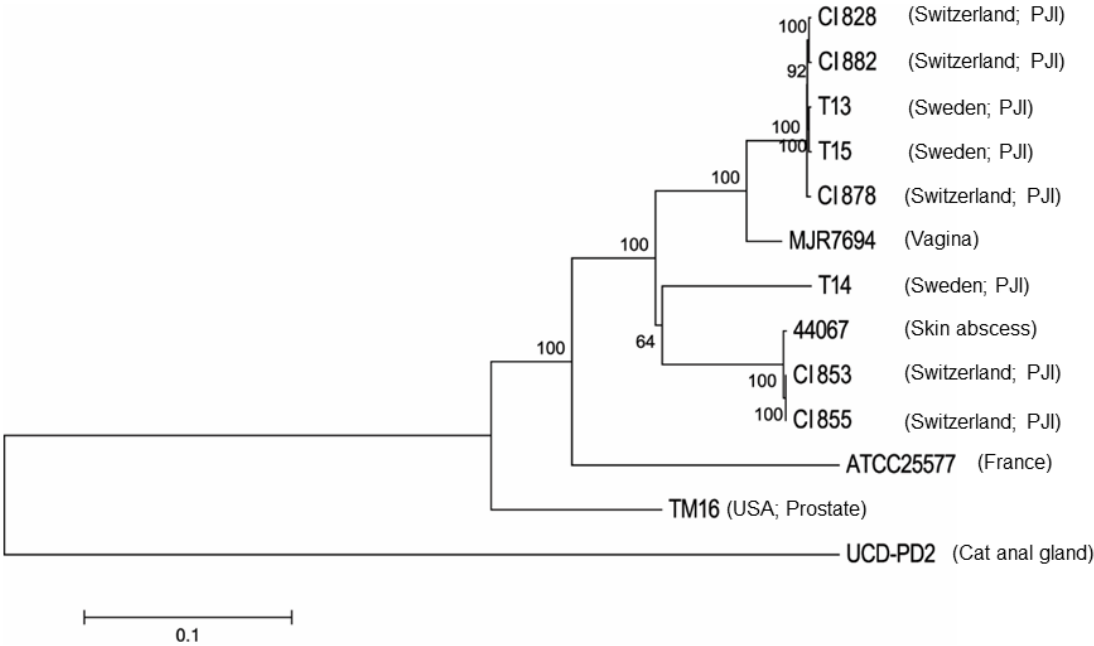 CI828 (Switzerland; PJI)
100
CI882 (Switzerland; PJI)
92
T13 (Sweden; PJI)
100
100
T15 (Sweden; PJI)
100
CI878 (Switzerland; PJI)
MJR7694 (Vagina)
100
T14 (Sweden; PJI)
44067 (Skin abscess)
64
100
CI853 (Switzerland; PJI)
100
100
CI855 (Switzerland; PJI)
ATCC25577 (France)
TM16 (USA; Prostate)
UCD-PD2 (Cat anal gland)
0.1